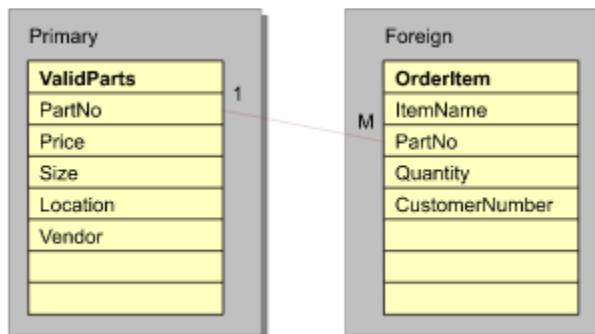 Primary
ValidParts
PartNo
Price
Size
Location
Vendor
1
M
Foreign
OrderItem
ItemName
PartNo
Quantity
CustomerNumber